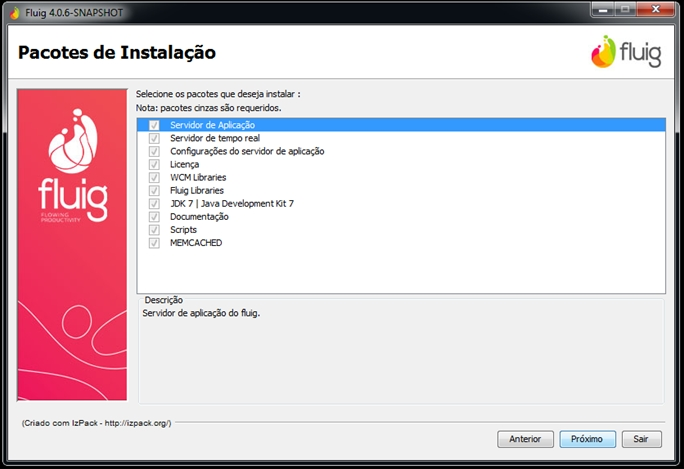 Fluig 4.0.6-SNAPSHOT
Pacotes de Instalação
fluig
Selecione os pacotes que deseja instalar :
Nota: pacotes cinzas são requeridos.
Servidor de Aplicação
Servidor de tempo real
Configurações do servidor de aplicação
Licença
WCM Libraries
Fluig Libraries
JDK 7 | Java Development Kit 7
Documentação
Scripts
MEMCACHED
fluig
FLOWING
PRODUCTIVITY
Descrição
Servidor de aplicação do fluig.
(Criado com IzPack - http://izpack.org/)
Anterior
Próximo
Sair